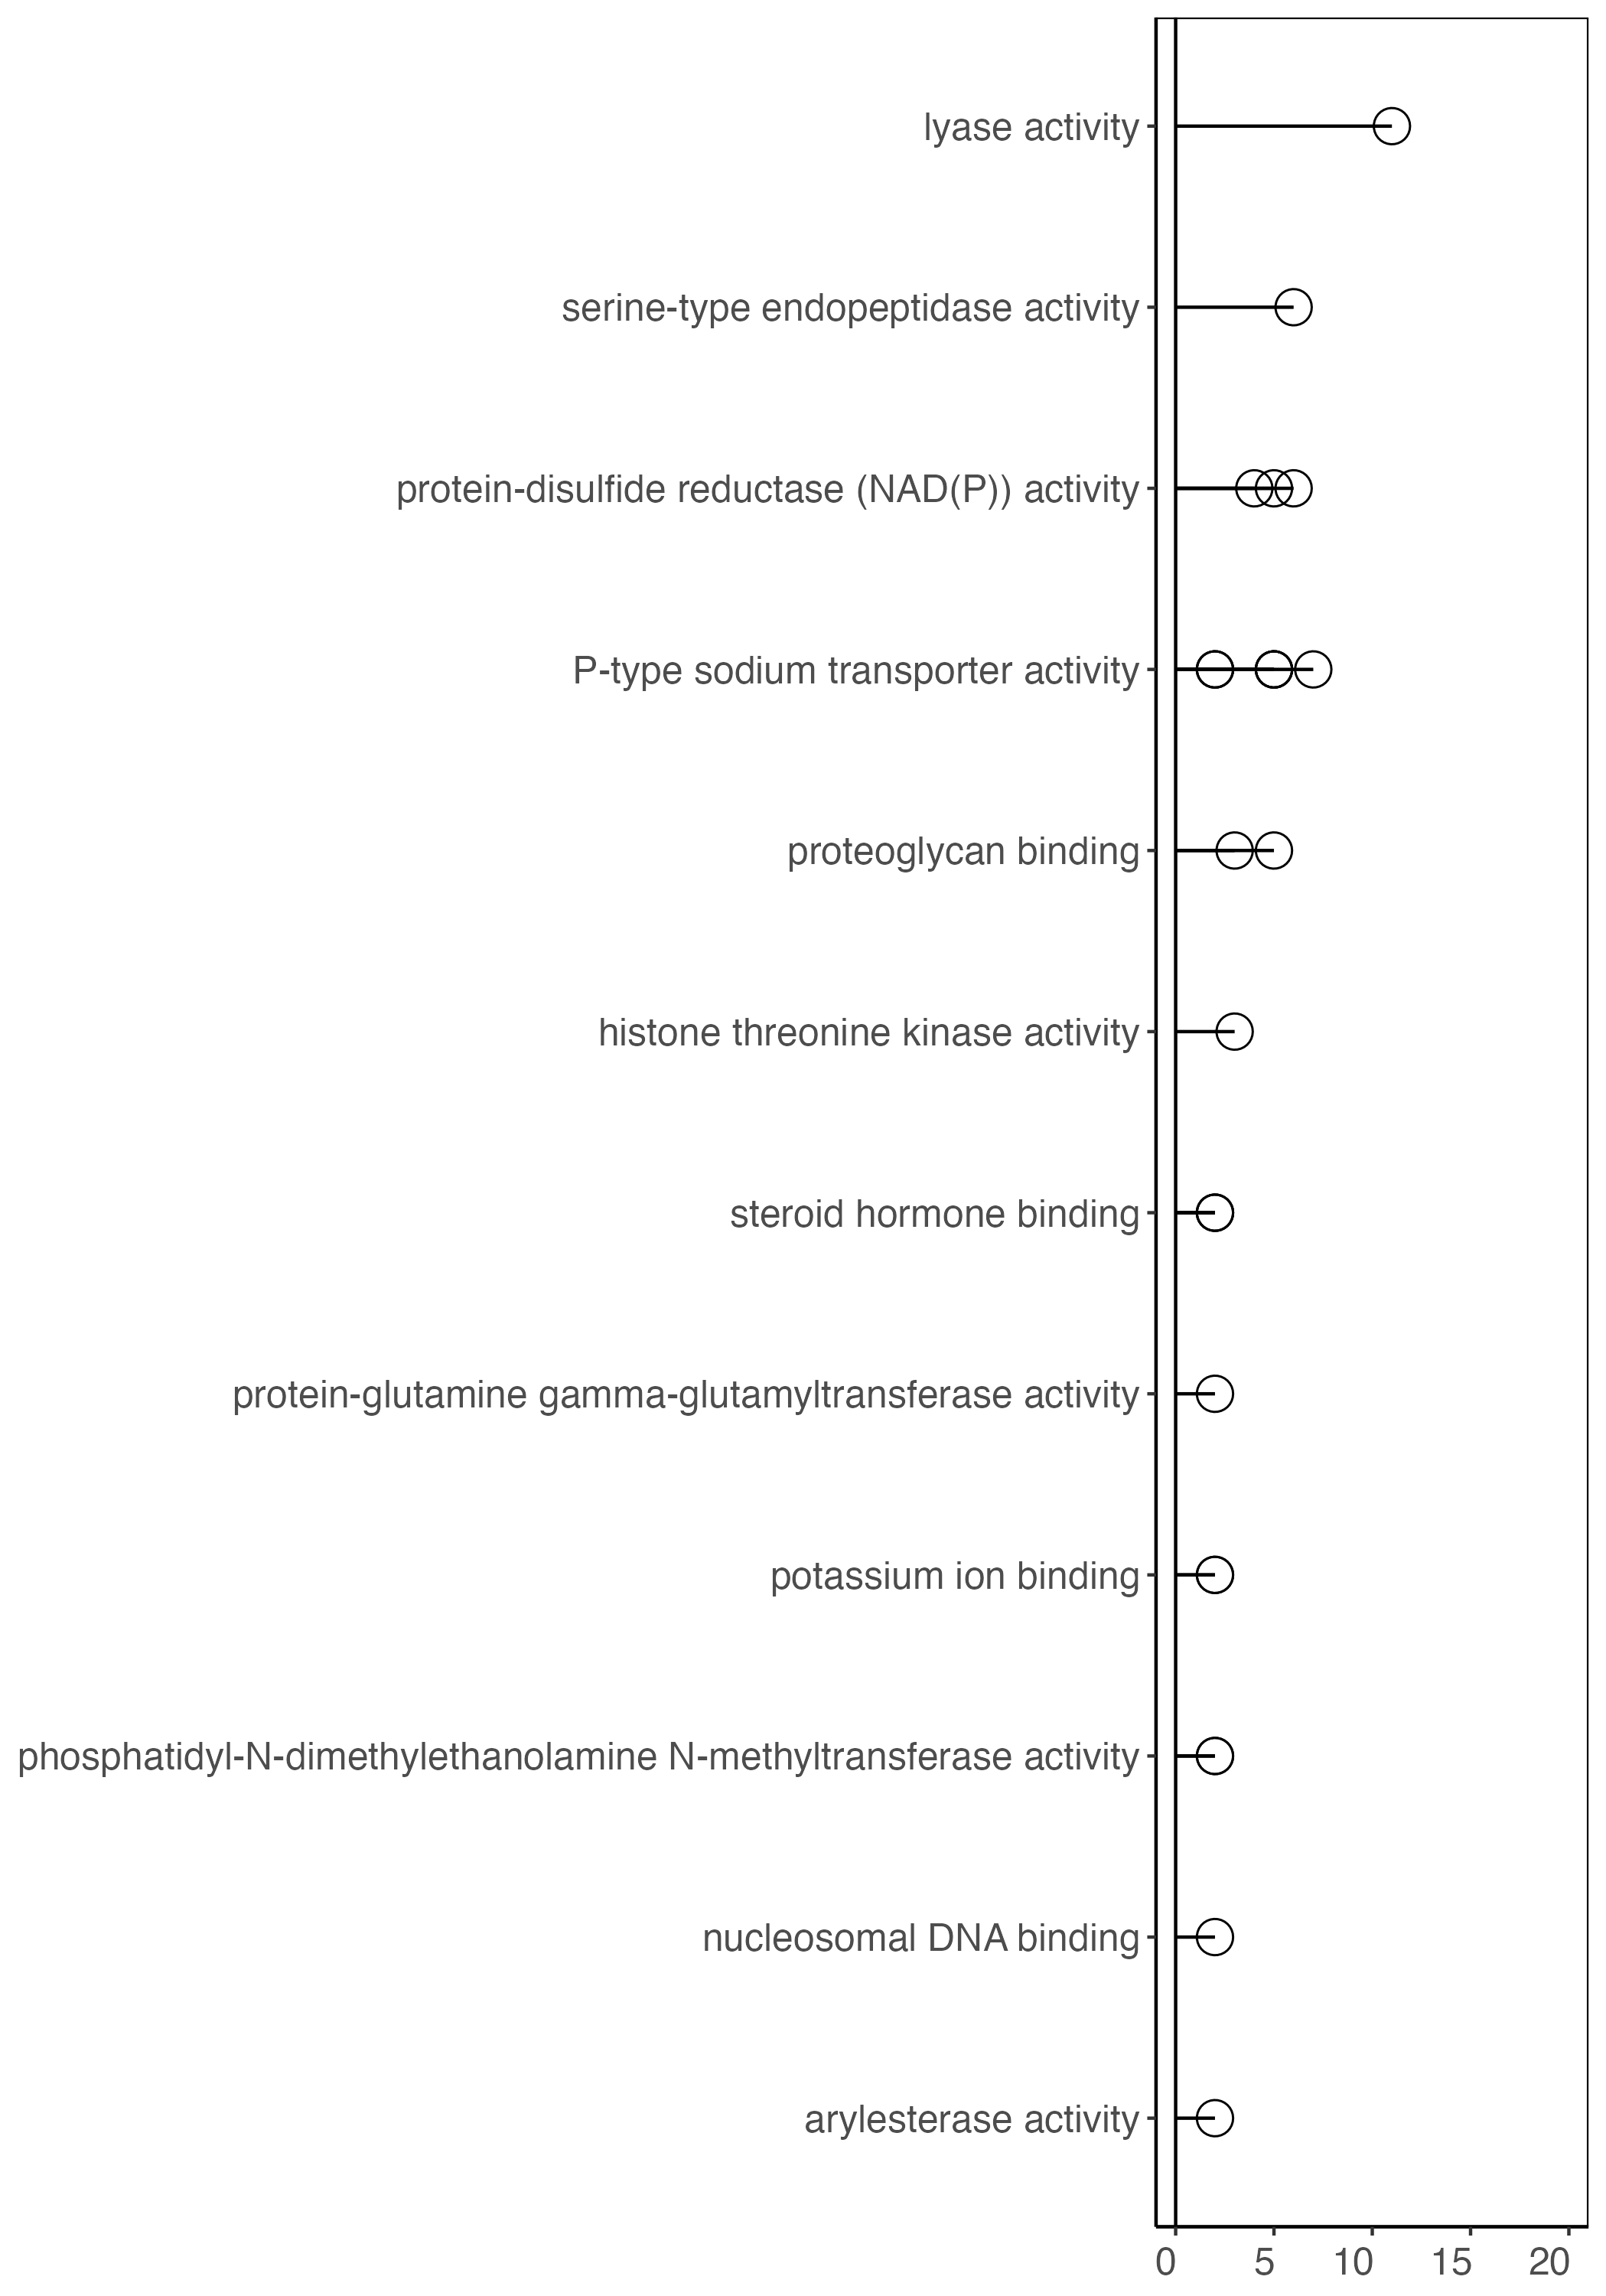 lyase activity
serine-type endopeptidase activity
protein-disulfide reductase (NAD(P)) activity
P-type sodium transporter activity
proteoglycan binding
histone threonine kinase activity
steroid hormone binding
protein-glutamine gamma-glutamyltransferase activity
potassium ion binding
phosphatidyl-N-dimethylethanolamine N-methyltransferase activity
nucleosomal DNA binding
arylesterase activity
0 5 10 15 20